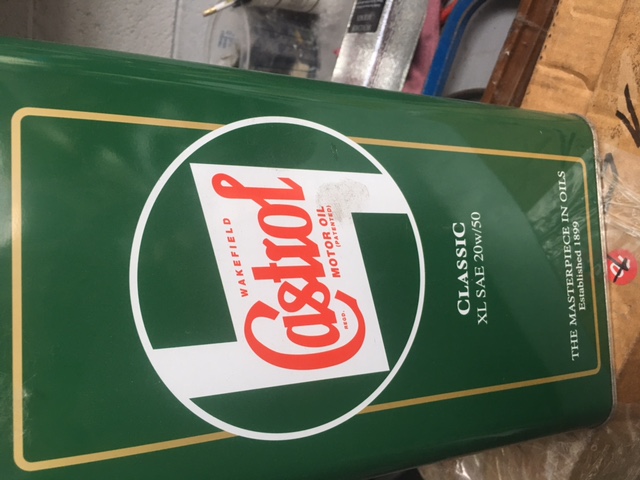 WAKEFIELD
Castrol
REGD.
MOTOR OIL
(PATENTED)
CLASSIC
XL SAE 20w/50
THE MASTERPIECE IN OILS
Established 1899